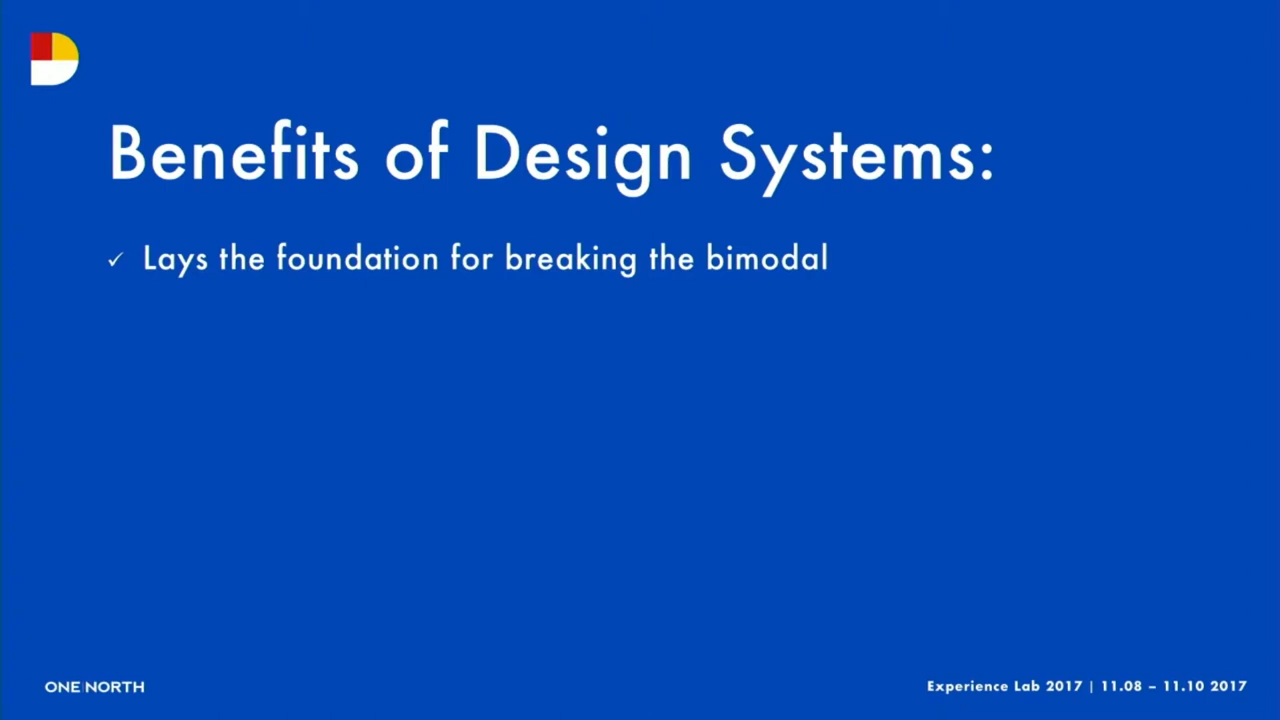 Benefits of Design Systems:
✓ Lays the foundation for breaking the bimodal
ONE NORTH
Experience Lab 2017 | 11.08 – 11.10 2017